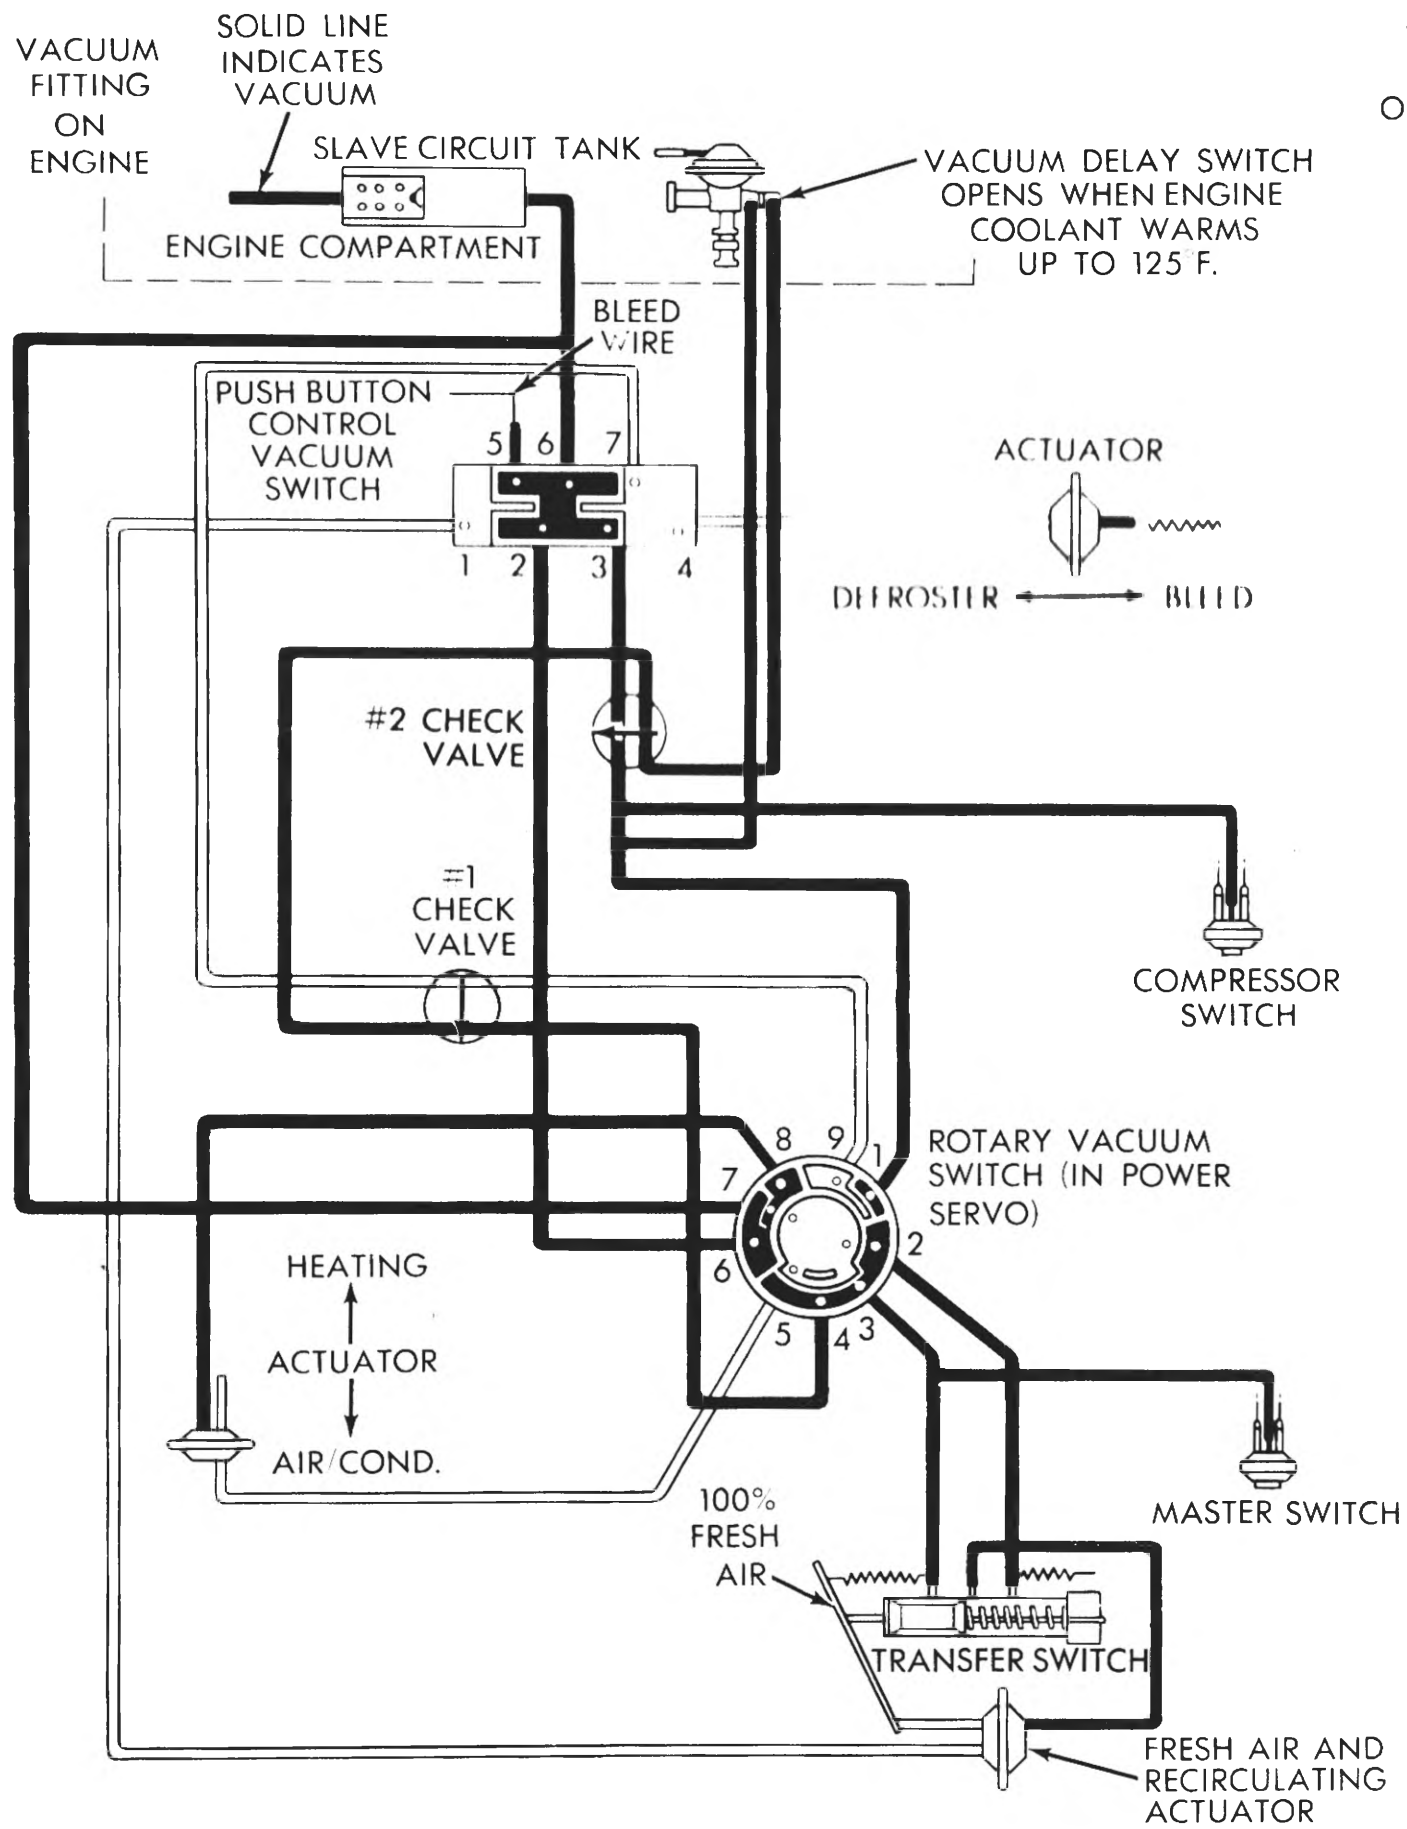 VACUUM
FITTING
ON
ENGINE
SOLID LINE
INDICATES
VACUUM
O
SLAVE CIRCUIT TANK
ENGINE COMPARTMENT
VACUUM DELAY SWITCH
OPENS WHEN ENGINE
COOLANT WARMS
UP TO 125°F.
BLEED
WIRE
PUSH BUTTON
CONTROL
VACUUM
SWITCH
5 6 7
1 2 3 4
ACTUATOR
DEFROSTER
BLEED
#2 CHECK
VALVE
#1
CHECK
VALVE
COMPRESSOR
SWITCH
8 9 1
7
2
6
5 4 3
ROTARY VACUUM
SWITCH (IN POWER
SERVO)
HEATING
ACTUATOR
AIR/COND.
100%
FRESH
AIR
MASTER SWITCH
TRANSFER SWITCH
FRESH AIR AND
RECIRCULATING
ACTUATOR